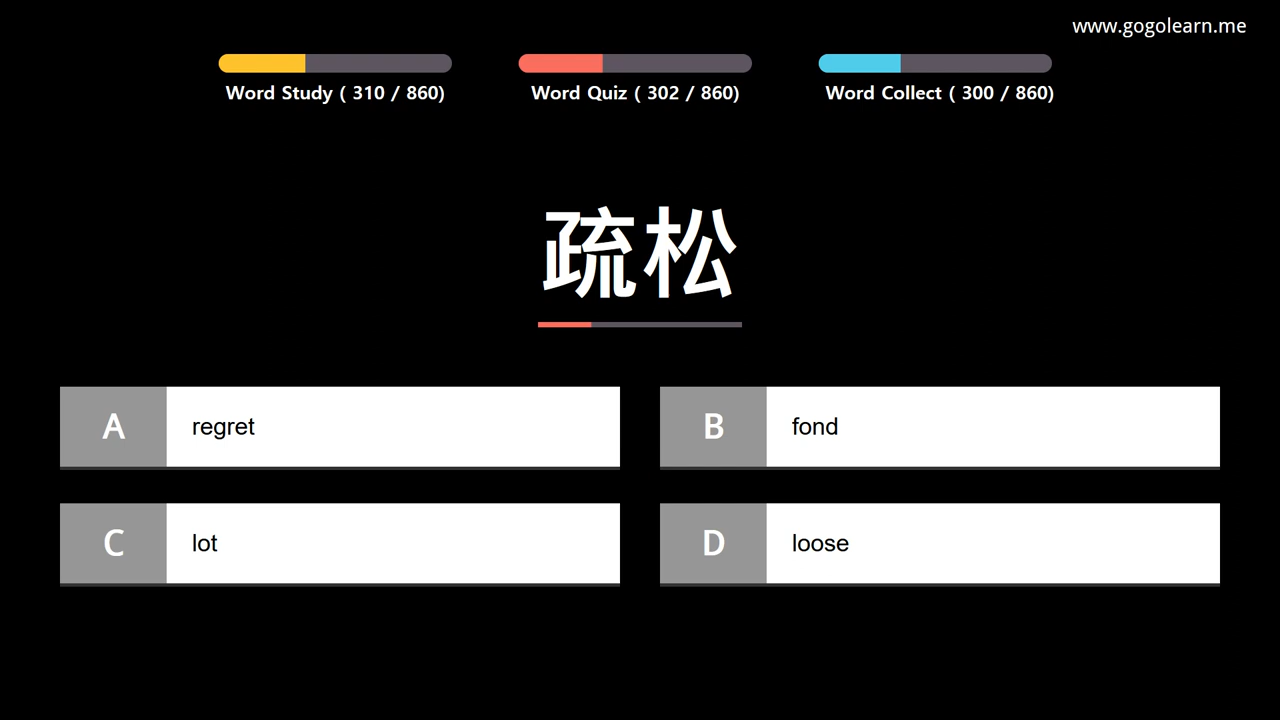 www.gogolearn.me
Word Study ( 310 / 860)
Word Quiz ( 302 / 860)
Word Collect ( 300 / 860)
疏松
A regret
B fond
C lot
D loose